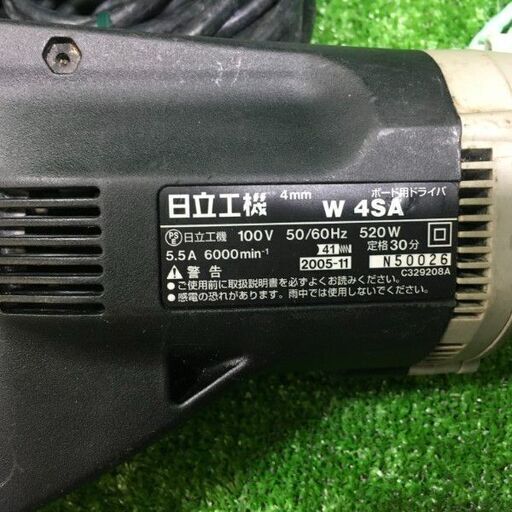 4mm ボード用ドライバ
日立工機 W 4SA
PS E 日立工機 100V 50/60Hz 520W
5.5A 6000min⁻¹ 41 定格30分
⚠警告 2005-11 N50026
C329208A
●ご使用前に取扱説明書を必ずよくお読みください。
●感電の恐れがあります。雨中では使用しないでください。